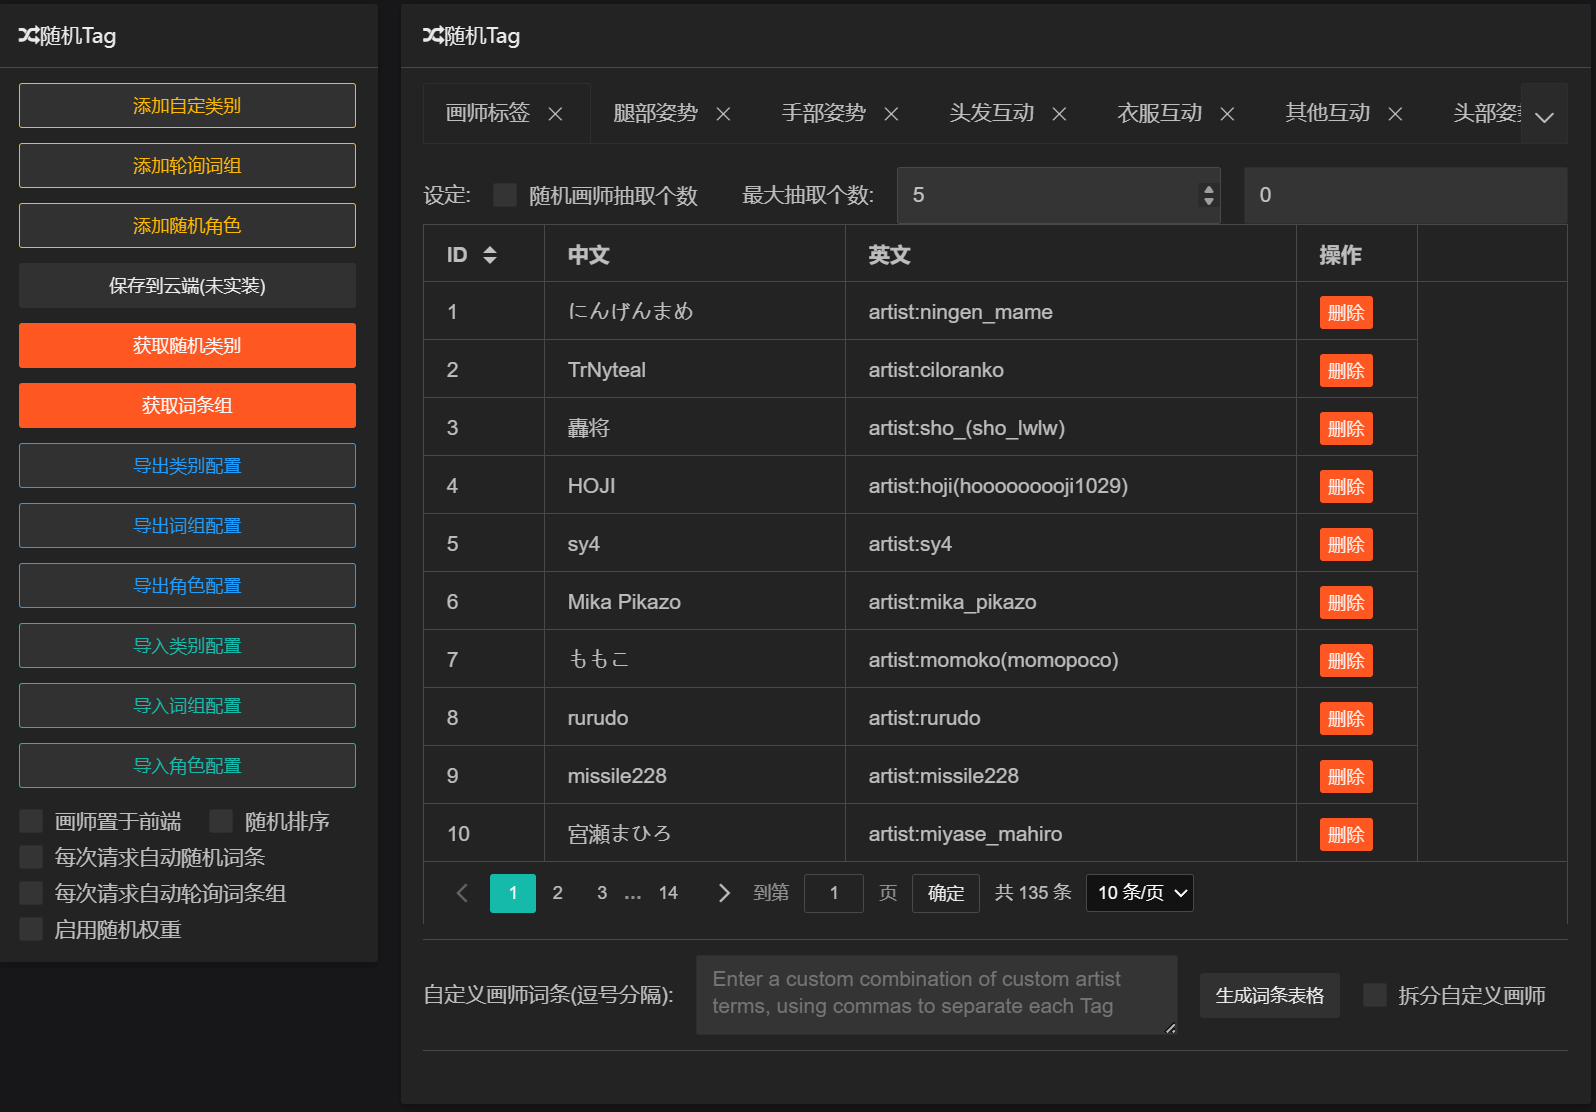 随机Tag
添加自定类别
添加轮询词组
添加随机角色
保存到云端(未实装)
获取随机类别
获取词条组
导出类别配置
导出词组配置
导出角色配置
导入类别配置
导入词组配置
导入角色配置
画师置于前端 随机排序
每次请求自动随机词条
每次请求自动轮询词条组
启用随机权重
随机Tag
画师标签 腿部姿势 手部姿势 头发互动 衣服互动 其他互动 头部姿
设定: 随机画师抽取个数 最大抽取个数: 5 0
ID 中文 英文 操作
1 にんげんまめ artist:ningen_mame 删除
2 TrNyteal artist:ciloranko 删除
3 轟将 artist:sho_(sho_lwlw) 删除
4 HOJI artist:hoji(hooooooooji1029) 删除
5 sy4 artist:sy4 删除
6 Mika Pikazo artist:mika_pikazo 删除
7 ももこ artist:momoko(momopoco) 删除
8 rurudo artist:rurudo 删除
9 missile228 artist:missile228 删除
10 宮瀬まひろ artist:miyase_mahiro 删除
1 2 3 … 14 到第 1 页 确定 共 135 条 10 条/页
自定义画师词条(逗号分隔): Enter a custom combination of custom artist
terms, using commas to separate each Tag
生成词条表格 拆分自定义画师